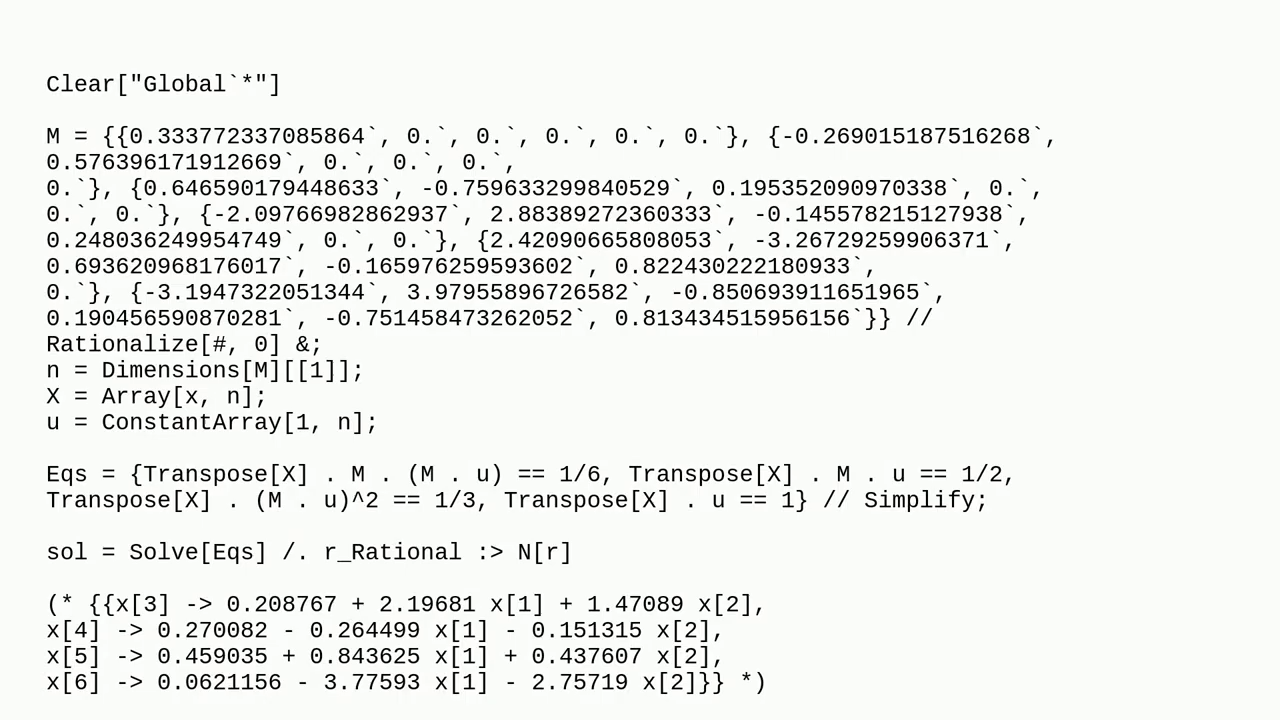 Clear["Global`*"]
M = {{0.333772337085864`, 0.`, 0.`, 0.`, 0.`, 0.`}, {-0.269015187516268`,
0.576396171912669`, 0.`, 0.`, 0.`,
0.`}, {0.646590179448633`, -0.759633299840529`, 0.195352090970338`, 0.`,
0.`, 0.`}, {-2.09766982862937`, 2.88389272360333`, -0.145578215127938`,
0.248036249954749`, 0.`, 0.`}, {2.42090665808053`, -3.26729259906371`,
0.693620968176017`, -0.165976259593602`, 0.822430222180933`,
0.`}, {-3.1947322051344`, 3.97955896726582`, -0.850693911651965`,
0.190456590870281`, -0.751458473262052`, 0.813434515956156`}} //
Rationalize[#, 0] &;
n = Dimensions[M][[1]];
X = Array[x, n];
u = ConstantArray[1, n];
Eqs = {Transpose[X] . M . (M . u) == 1/6, Transpose[X] . M . u == 1/2,
Transpose[X] . (M . u)^2 == 1/3, Transpose[X] . u == 1} // Simplify;
sol = Solve[Eqs] /. r_Rational :> N[r]
(* {{x[3] -> 0.208767 + 2.19681 x[1] + 1.47089 x[2],
x[4] -> 0.270082 - 0.264499 x[1] - 0.151315 x[2],
x[5] -> 0.459035 + 0.843625 x[1] + 0.437607 x[2],
x[6] -> 0.0621156 - 3.77593 x[1] - 2.75719 x[2]}} *)